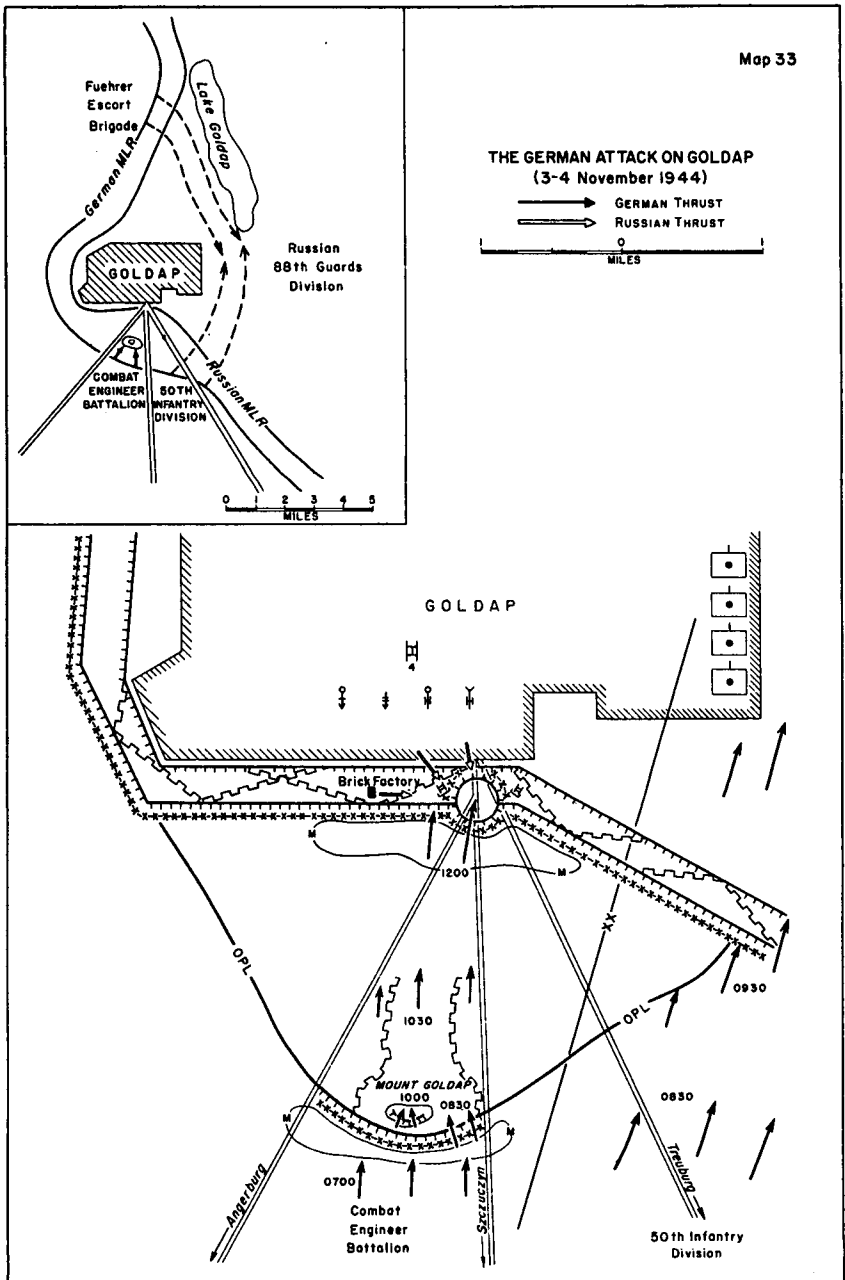 Map 33
THE GERMAN ATTACK ON GOLDAP
(3-4 November 1944)
GERMAN THRUST
RUSSIAN THRUST
1 0 1
MILES
Fuehrer
Escort
Brigade
Lake Goldap
German MLR
GOLDAP
Russian
88th Guards
Division
COMBAT
ENGINEER
BATTALION
50TH
INFANTRY
DIVISION
Russian MLR
0 1 2 3 4 5
MILES
GOLDAP
4
Brick Factory
M
M
1200
XX
OPL
OPL
0930
1030
MOUNT GOLDAP
1000
0830
0830
M
M
0700
Combat
Engineer
Battalion
Angerburg
Szczuczyn
Treuburg
50th Infantry
Division